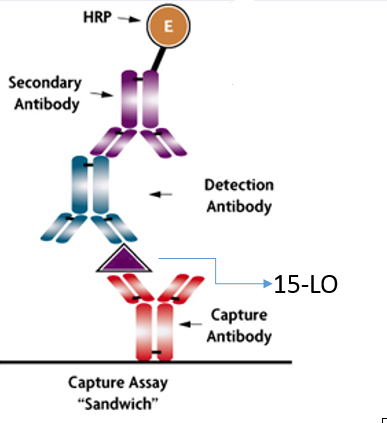 HRP
E
Secondary
Antibody
Detection
Antibody
15-LO
Capture
Antibody
Capture Assay
“Sandwich”